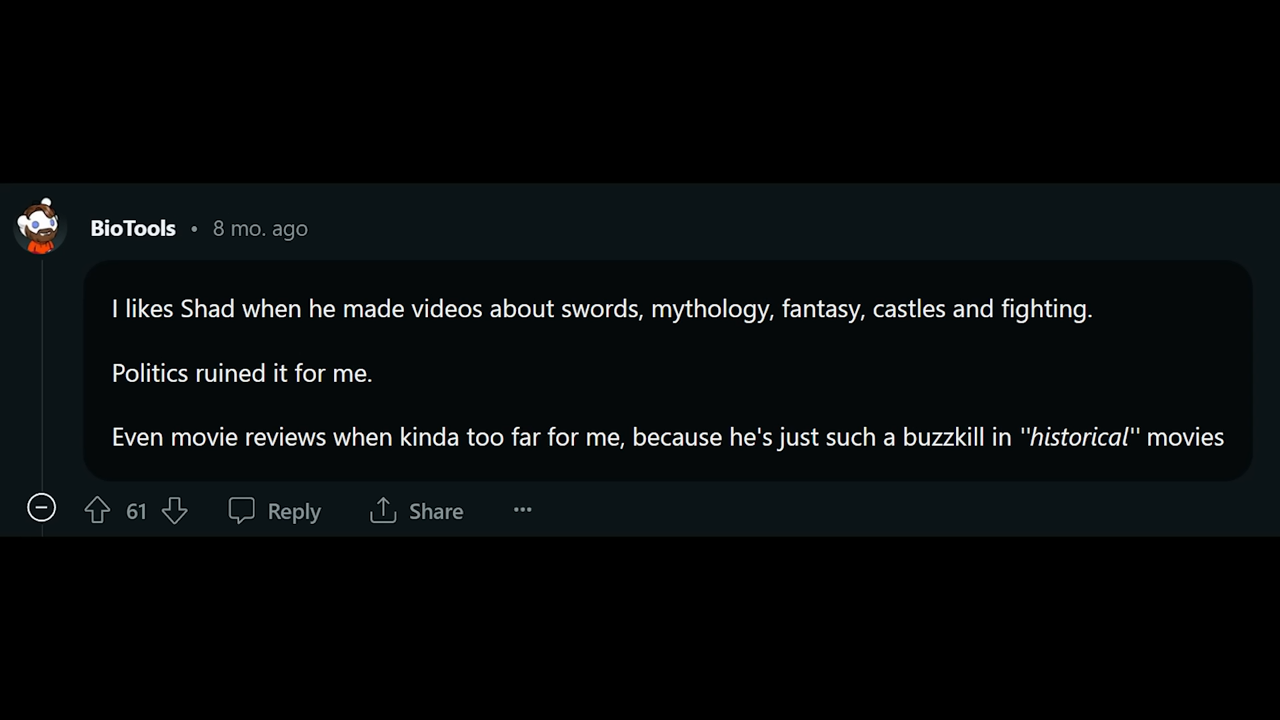 BioTools • 8 mo. ago
I likes Shad when he made videos about swords, mythology, fantasy, castles and fighting.
Politics ruined it for me.
Even movie reviews when kinda too far for me, because he's just such a buzzkill in ''historical'' movies
61 Reply Share ···